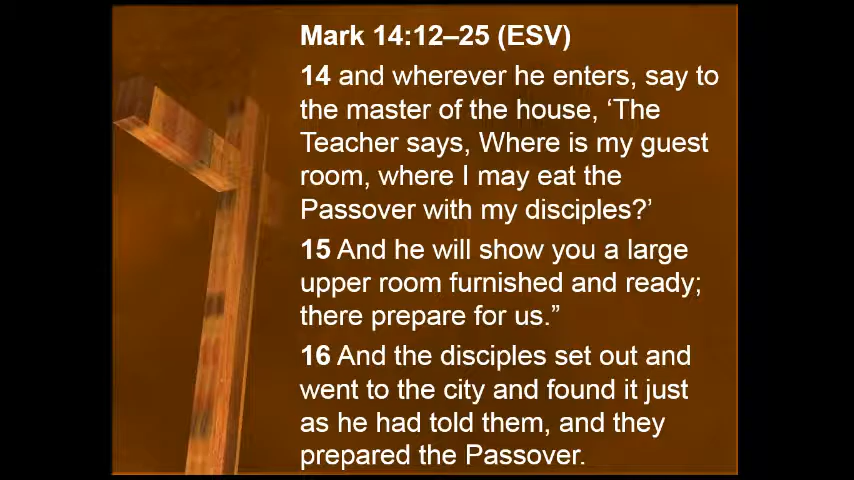 Mark 14:12–25 (ESV)
14 and wherever he enters, say to
the master of the house, ‘The
Teacher says, Where is my guest
room, where I may eat the
Passover with my disciples?’
15 And he will show you a large
upper room furnished and ready;
there prepare for us.”
16 And the disciples set out and
went to the city and found it just
as he had told them, and they
prepared the Passover.